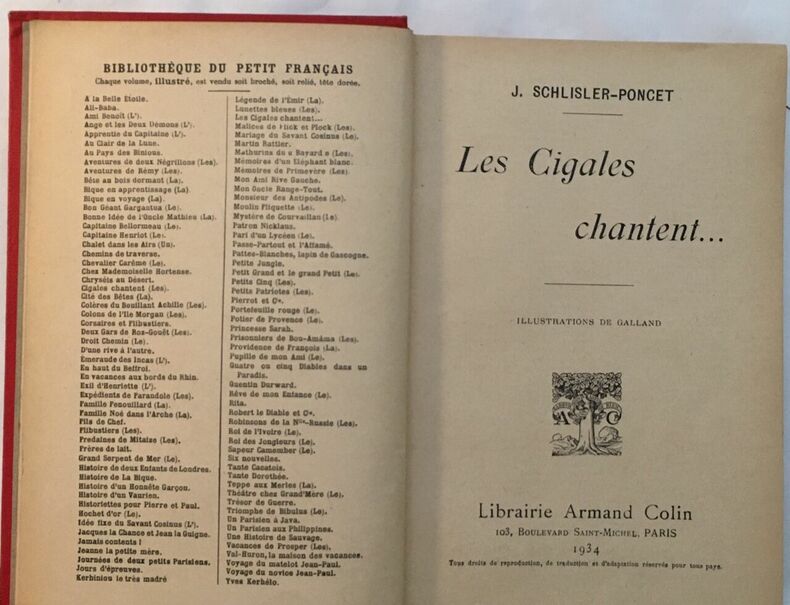 BIBLIOTHÈQUE DU PETIT FRANÇAIS
Chaque volume, illustré, est vendu soit broché, soit relié, tête dorée.
A la Belle Étoile.
Ali-Baba.
Ami Benoît (L').
Ange et les Deux Démons (L').
Apprentie du Capitaine (L').
Au Clair de la Lune.
Au Pays des Binious.
Aventures de deux Négrillons (Les).
Aventures de Rémy (Les).
Bête au bois dormant (La).
Bique en apprentissage (La).
Bique en voyage (La).
Bon Géant Gargantua (Le).
Bonne Idée de l'Oncle Mathieu (La).
Capitaine Bellormeau (Le).
Capitaine Henriot (Le).
Chalet dans les Airs (Un).
Chemins de traverse.
Chevalier Carême (Le).
Chez Mademoiselle Hortense.
Chryséis au Désert.
Cigales chantent (Les).
Cité des Bêtes (La).
Colères du Bouillant Achille (Les).
Colons de l'Ile Morgan (Les).
Corsaires et Flibustiers.
Deux Gars de Roz-Gouët (Les).
Droit Chemin (Le).
D'une rive à l'autre.
Emeraude des Incas (L').
En haut du Beffroi.
En vacances aux bords du Rhin.
Exil d'Henriette (L').
Expédients de Farandole (Les).
Famille Fenouillard (La).
Famille Noé dans l'Arche (La).
Fils de Chef.
Flibustiers (Les).
Fredaines de Mitaize (Les).
Frères de lait.
Grand Serpent de Mer (Le).
Histoire de deux Enfants de Londres.
Histoire de La Bique.
Histoire d'un Honnête Garçon.
Histoire d'un Vaurien.
Historiettes pour Pierre et Paul.
Hochet d'or (Le).
Idée fixe du Savant Cosinus (L').
Jacques la Chance et Jean la Guigne.
Jamais contents !
Jeanne la petite mère.
Journées de deux petits Parisiens.
Jours d'épreuves.
Kerbiniou le très madré
Légende de l'Émir (La).
Lunettes bleues (Les).
Les Cigales chantent...
Malices de Plick et Plock (Les).
Mariage du Savant Cosinus (Le).
Martin Rattler.
Mathurins du « Bayard » (Les).
Mémoires d'un Éléphant blanc.
Mémoires de Primevère (Les).
Mon Ami Rive Gauche.
Mon Oncle Range-Tout.
Monsieur des Antipodes (Le).
Moulin Fliquette (Le).
Mystère de Courvaillan (Le).
Patron Nicklaus.
Pari d'un Lycéen (Le).
Passe-Partout et l'Affamé.
Pattes-Blanches, lapin de Gascogne.
Petite Jungle.
Petit Grand et le grand Petit (Le).
Petits Cinq (Les).
Petits Patriotes (Les).
Pierrot et Cie.
Portefeuille rouge (Le).
Potier de Provence (Le).
Princesse Sarah.
Prisonniers de Bou-Amâma (Les).
Providence de François (La).
Pupille de mon Ami (Le).
Quatre ou cinq Diables dans un
Paradis.
Quentin Durward.
Rêve de mon Enfance (Le).
Rita.
Robert le Diable et Cie.
Robinsons de la Nlle-Russie (Les).
Roi de l'Ivoire (Le).
Roi des Jongleurs (Le).
Sapeur Camember (Le).
Six nouvelles.
Tante Cacatois.
Tante Dorothée.
Teppe aux Merles (La).
Théâtre chez Grand'Mère (Le).
Trésor de Guerre.
Triomphe de Bibulus (Le).
Un Parisien à Java.
Un Parisien aux Philippines.
Une Histoire de Sauvage.
Vacances de Prosper (Les).
Val-Huron, la maison des vacances.
Voyage du matelot Jean-Paul.
Voyage du novice Jean-Paul.
Yves Kerhélo.
J. SCHLISLER-PONCET
Les Cigales
chantent...
ILLUSTRATIONS DE GALLAND
A C
Librairie Armand Colin
103, BOULEVARD SAINT-MICHEL, PARIS
1934
Tous droits de reproduction, de traduction et d'adaptation réservés pour tous pays.